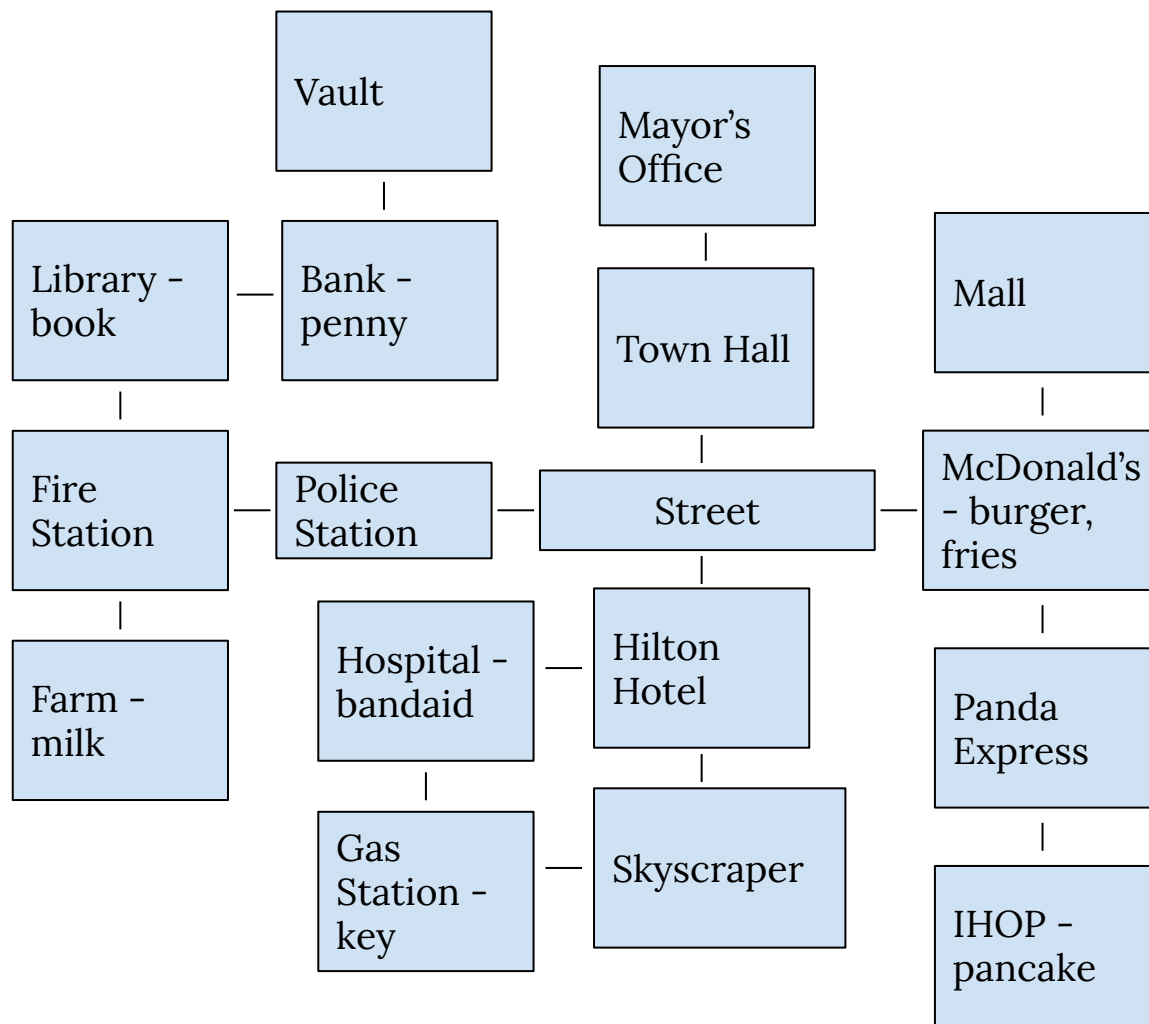 Vault
Mayor's
Office
Library -
book
Bank -
penny
Town Hall
Mall
Fire
Station
Police
Station
Street
McDonald's
- burger,
fries
Farm -
milk
Hospital -
bandaid
Hilton
Hotel
Panda
Express
Gas
Station -
key
Skyscraper
IHOP -
pancake